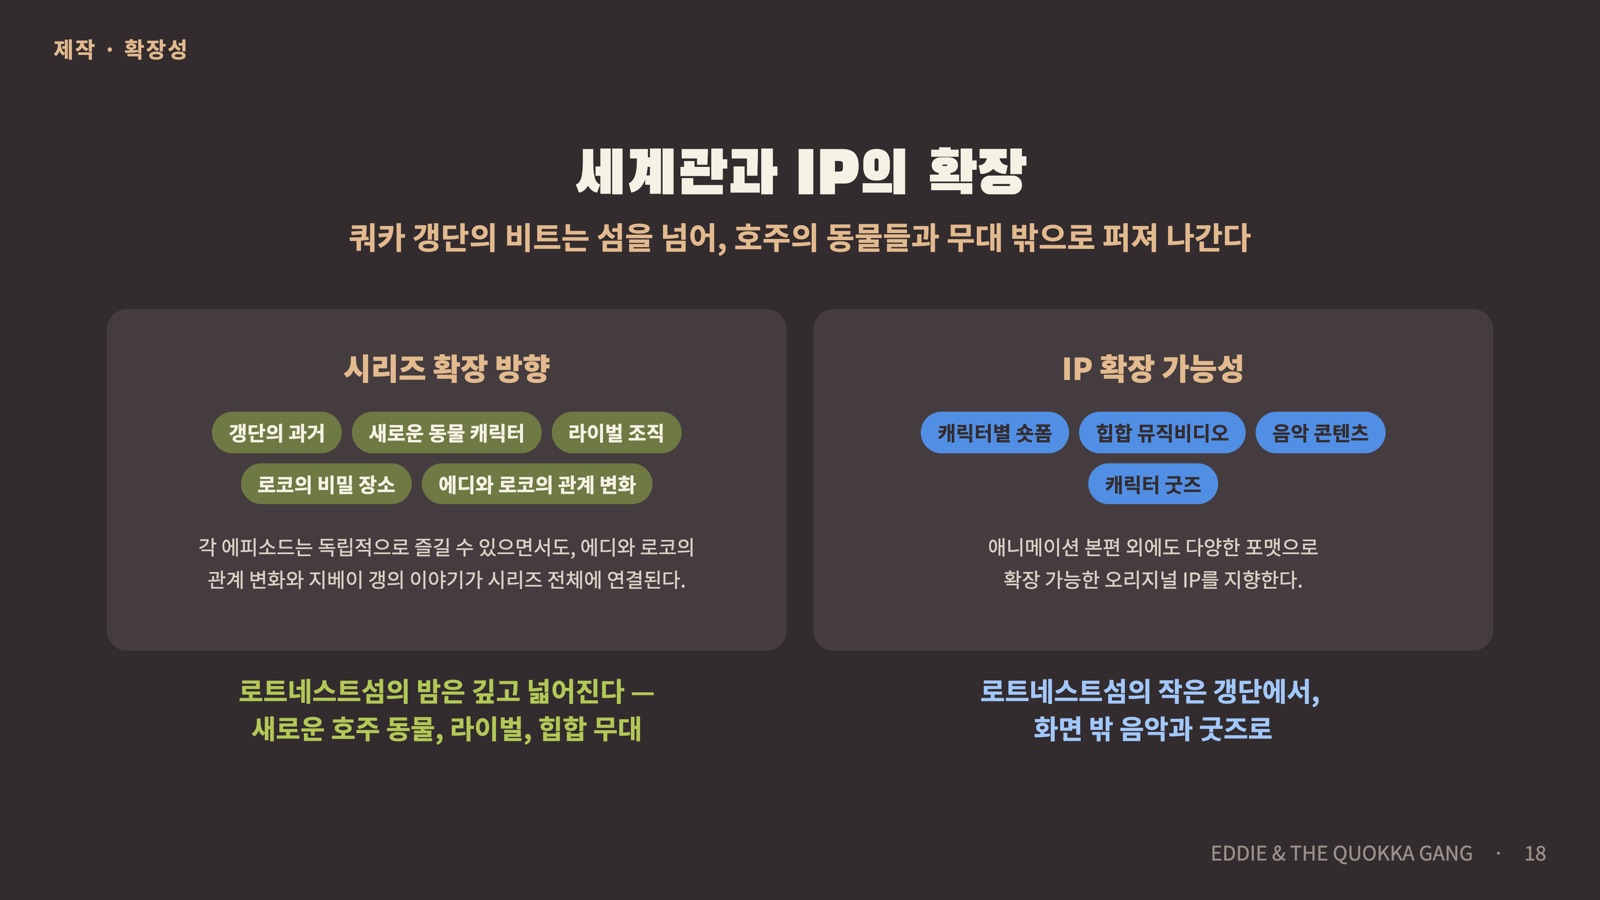 제작 · 확장성
세계관과 IP의 확장
쿼카 갱단의 비트는 섬을 넘어, 호주의 동물들과 무대 밖으로 퍼져 나간다
시리즈 확장 방향
갱단의 과거
새로운 동물 캐릭터
라이벌 조직
로코의 비밀 장소
에디와 로코의 관계 변화
각 에피소드는 독립적으로 즐길 수 있으면서도, 에디와 로코의
관계 변화와 지베이 갱의 이야기가 시리즈 전체에 연결된다.
로트네스트섬의 밤은 깊고 넓어진다 —
새로운 호주 동물, 라이벌, 힙합 무대
IP 확장 가능성
캐릭터별 숏폼
힙합 뮤직비디오
음악 콘텐츠
캐릭터 굿즈
애니메이션 본편 외에도 다양한 포맷으로
확장 가능한 오리지널 IP를 지향한다.
로트네스트섬의 작은 갱단에서,
화면 밖 음악과 굿즈로
EDDIE & THE QUOKKA GANG · 18